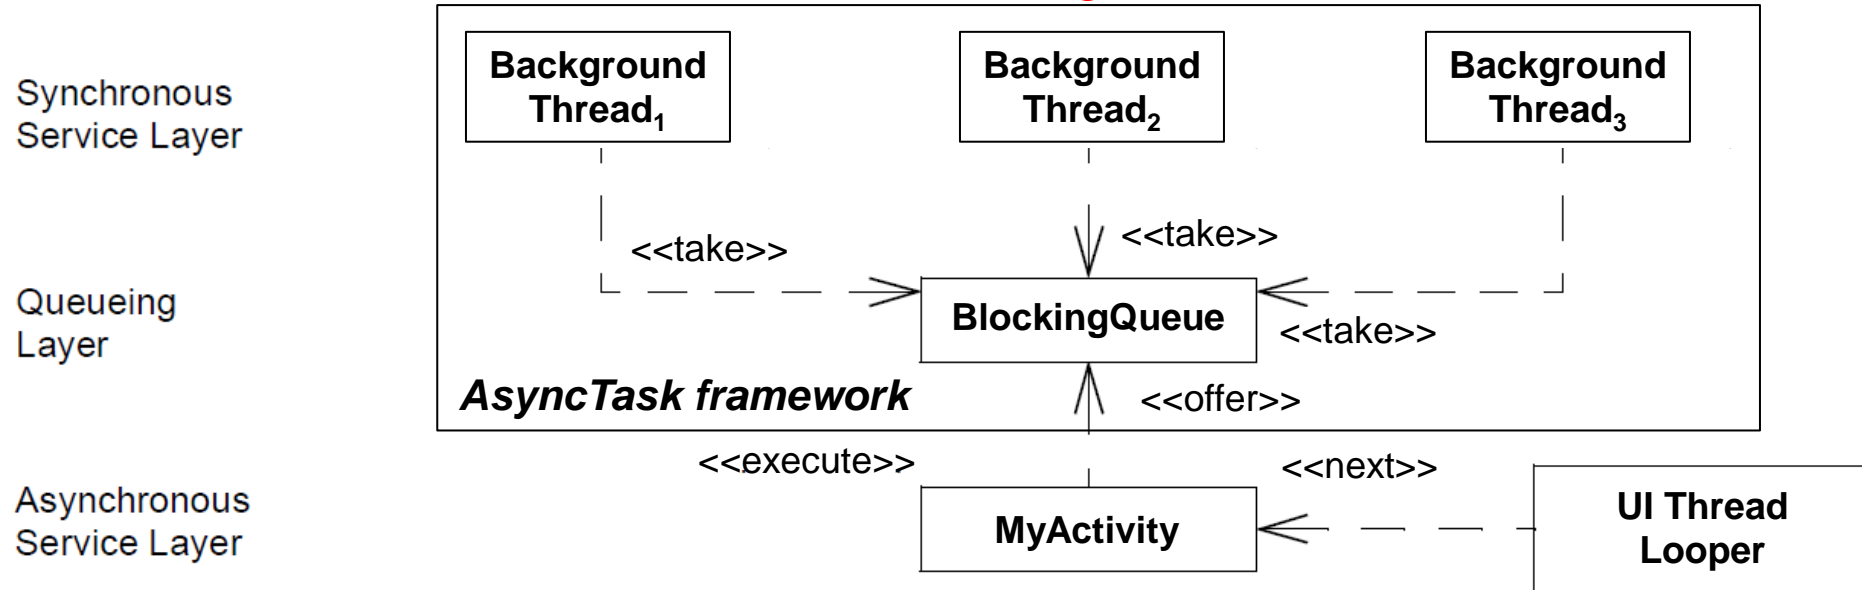 Synchronous
Service Layer
Background
Thread1
Background
Thread2
Background
Thread3
<<take>>
<<take>>
Queueing
Layer
BlockingQueue
<<take>>
AsyncTask framework
<<offer>>
<<execute>>
<<next>>
Asynchronous
Service Layer
MyActivity
UI Thread
Looper